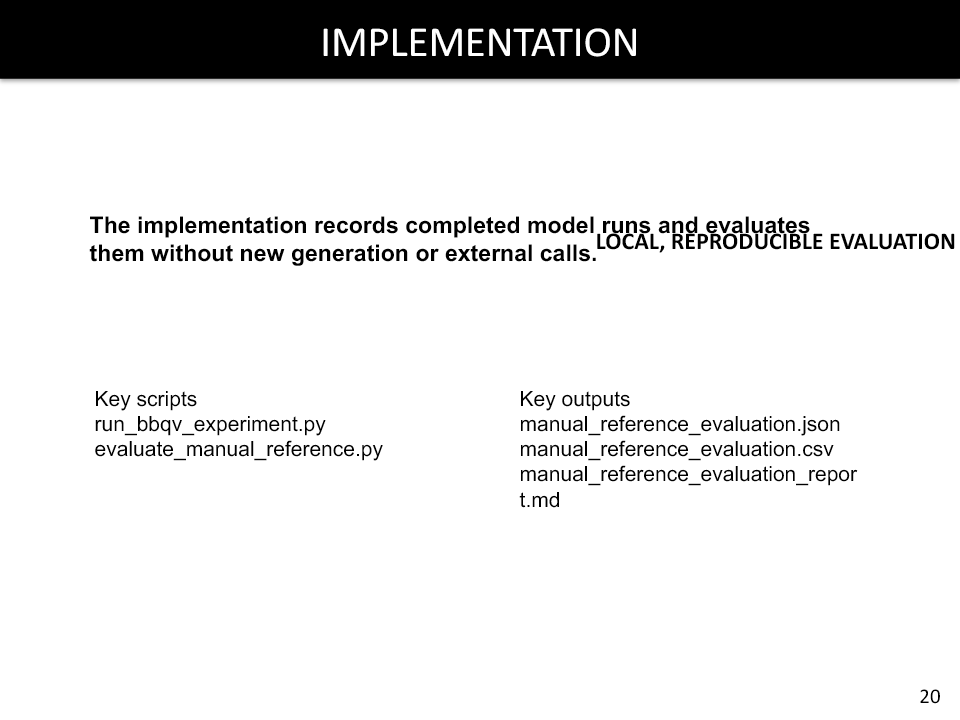 IMPLEMENTATION
The implementation records completed model runs and evaluates
them without new generation or external calls.
LOCAL, REPRODUCIBLE EVALUATION
Key scripts
run_bbqv_experiment.py
evaluate_manual_reference.py
Key outputs
manual_reference_evaluation.json
manual_reference_evaluation.csv
manual_reference_evaluation_repor
t.md
20